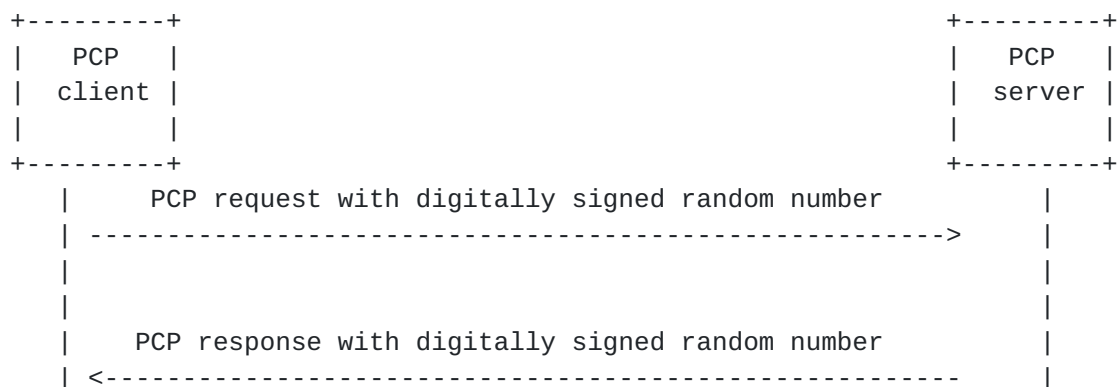 PCP PCP
client server
PCP request with digitally signed random number
PCP response with digitally signed random number